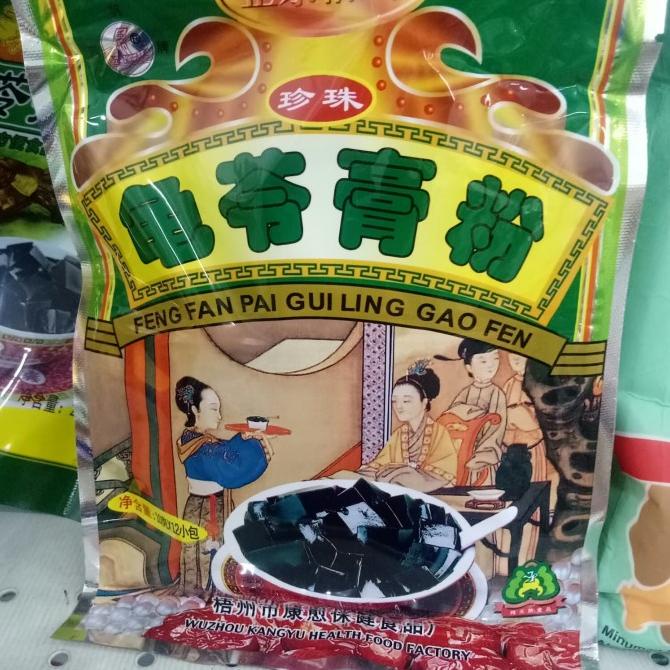 珍珠
龟苓膏粉
FENG FAN PAI GUI LING GAO FEN
梧州市康愈保健食品厂
WUZHOU KANGYU HEALTH FOOD FACTORY
Minu